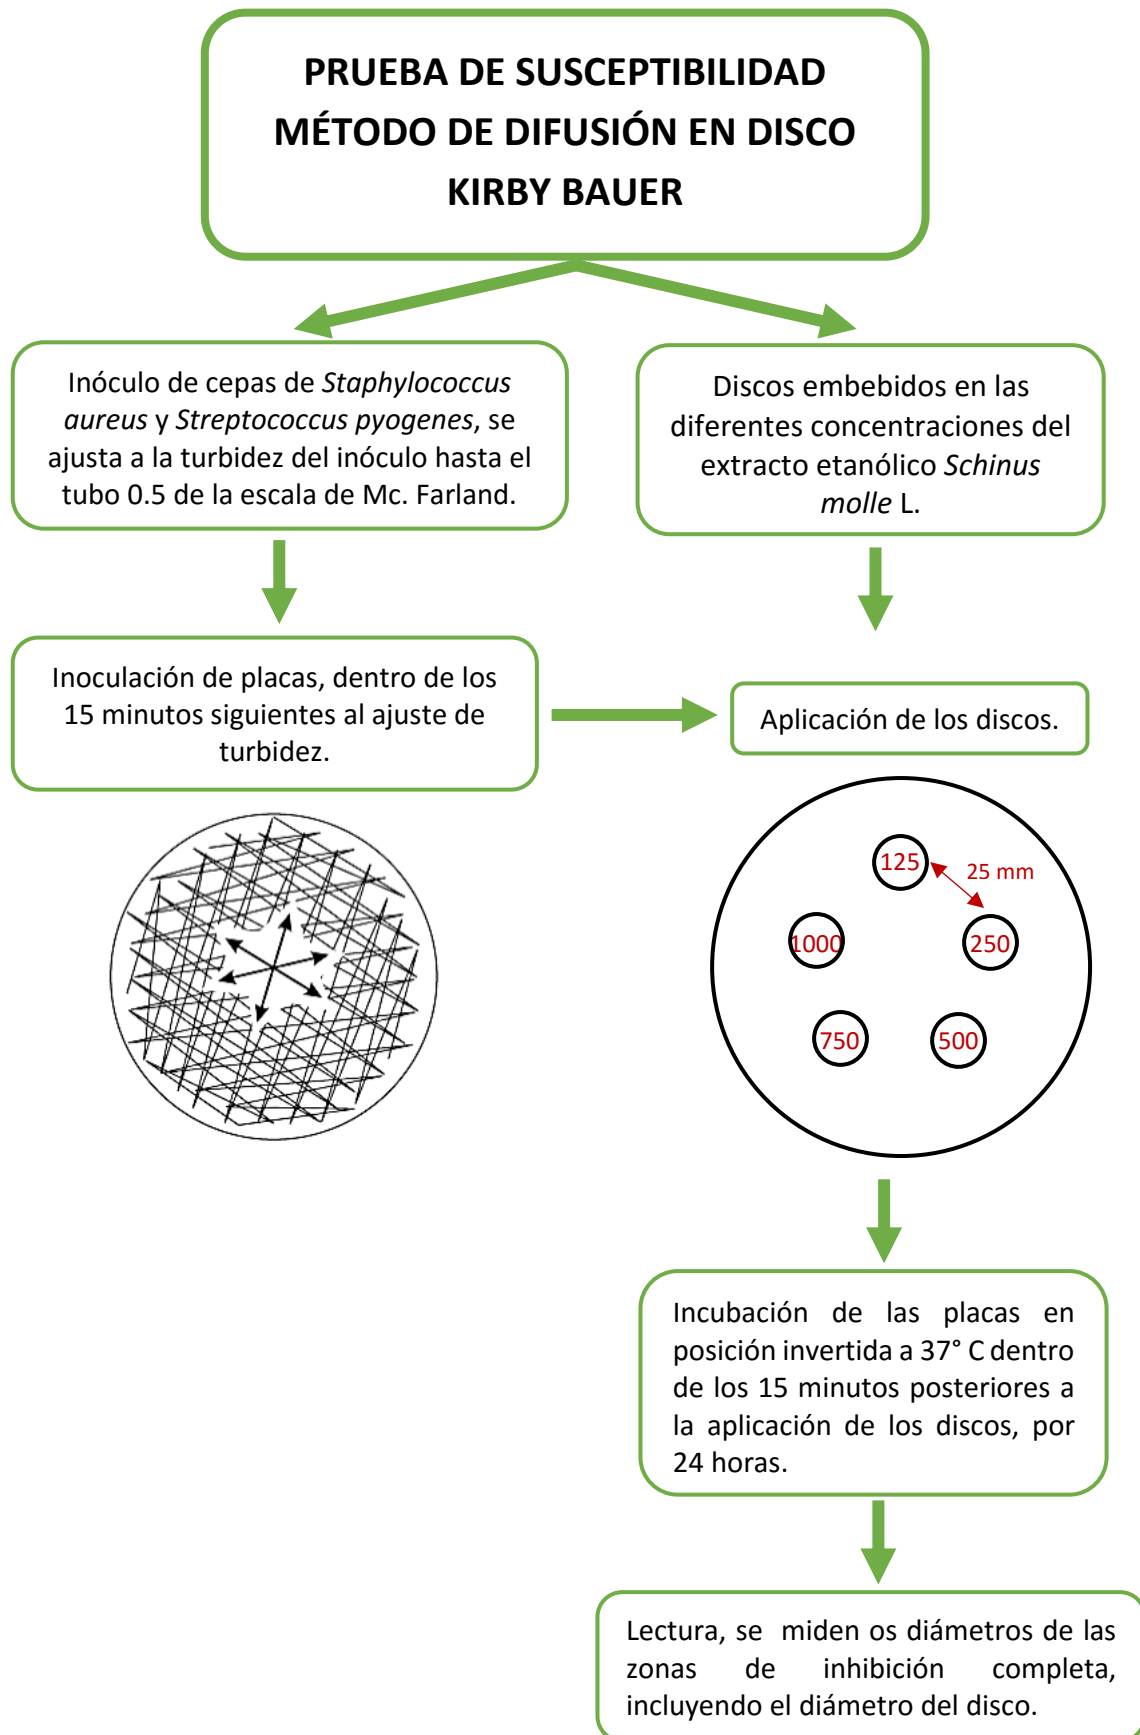 PRUEBA DE SUSCEPTIBILIDAD
MÉTODO DE DIFUSIÓN EN DISCO
KIRBY BAUER
Inóculo de cepas de Staphylococcus
aureus y Streptococcus pyogenes, se
ajusta a la turbidez del inóculo hasta el
tubo 0.5 de la escala de Mc. Farland.
Discos embebidos en las
diferentes concentraciones del
extracto etanólico Schinus
molle L.
Inoculación de placas, dentro de los
15 minutos siguientes al ajuste de
turbidez.
Aplicación de los discos.
125
25 mm
1000
250
750
500
Incubación de las placas en
posición invertida a 37° C dentro
de los 15 minutos posteriores a
la aplicación de los discos, por
24 horas.
Lectura, se miden os diámetros de las
zonas de inhibición completa,
incluyendo el diámetro del disco.